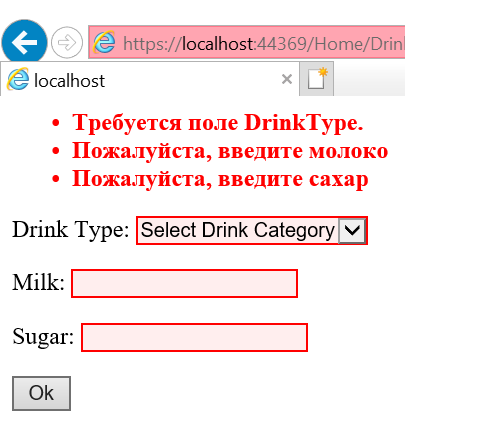 https://localhost:44369/Home/Drin
localhost
• Требуется поле DrinkType.
• Пожалуйста, введите молоко
• Пожалуйста, введите сахар
Drink Type: Select Drink Category
Milk:
Sugar:
Ok